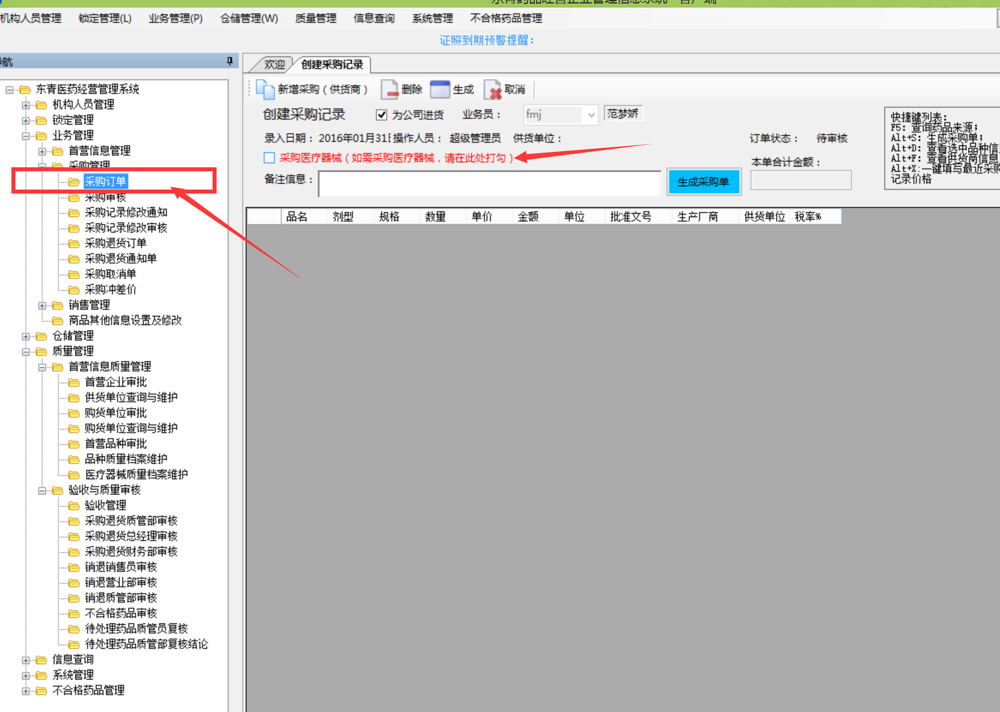 机构人员管理 锁定管理(L) 业务管理(P) 仓储管理(W) 质量管理 信息查询 系统管理 不合格药品管理
证照到期预警提醒：
航
欢迎 创建采购记录
东青医药经营管理系统
机构人员管理
锁定管理
业务管理
首营信息管理
采购管理
采购订单
采购审核
采购记录修改通知
采购记录修改审核
采购退货订单
采购退货通知单
采购取消单
采购冲差价
销售管理
商品其他信息设置及修改
仓储管理
质量管理
首营信息质量管理
首营企业审批
供货单位查询与维护
购货单位审批
购货单位查询与维护
首营品种审批
品种质量档案维护
医疗器械质量档案维护
验收与质量审核
验收管理
采购退货质管部审核
采购退货总经理审核
采购退货财务部审核
销退销售员审核
销退营业部审核
销退质管部审核
不合格药品审核
待处理药品质管员复核
待处理药品质管部复核结论
信息查询
系统管理
不合格药品管理
新增采购（供货商） 删除 生成 取消
创建采购记录 为公司进货 业务员： fmj 范梦娇
录入日期： 2016年01月31 操作人员： 超级管理员 供货单位： 订单状态： 待审核
采购医疗器械（如需采购医疗器械，请在此处打勾） 本单合计金额：
备注信息： 生成采购单
快捷键列表：
F5: 查询药品来源;
Alt+S: 生成采购单;
Alt+D: 查看选中品种信
Alt+F: 查看供货商信息
Alt+X:一键填写最近采购
记录价格
品名 剂型 规格 数量 单价 金额 单位 批准文号 生产厂商 供货单位 税率%